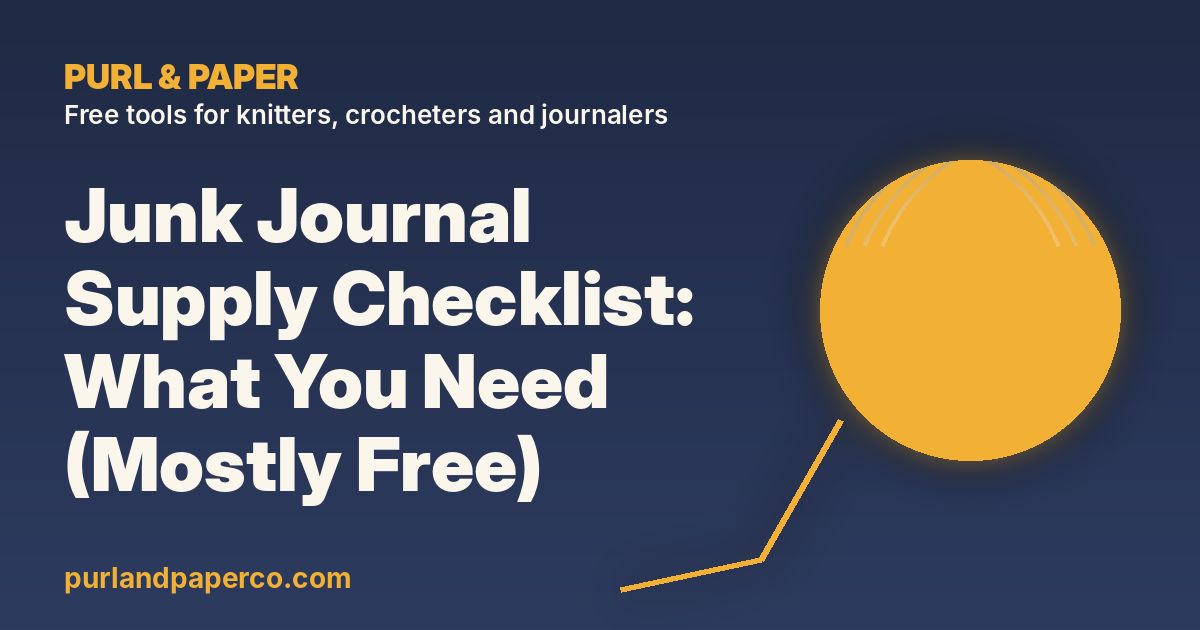 PURL & PAPER
Free tools for knitters, crocheters and journalers
Junk Journal
Supply Checklist:
What You Need
(Mostly Free)
purlandpaperco.com